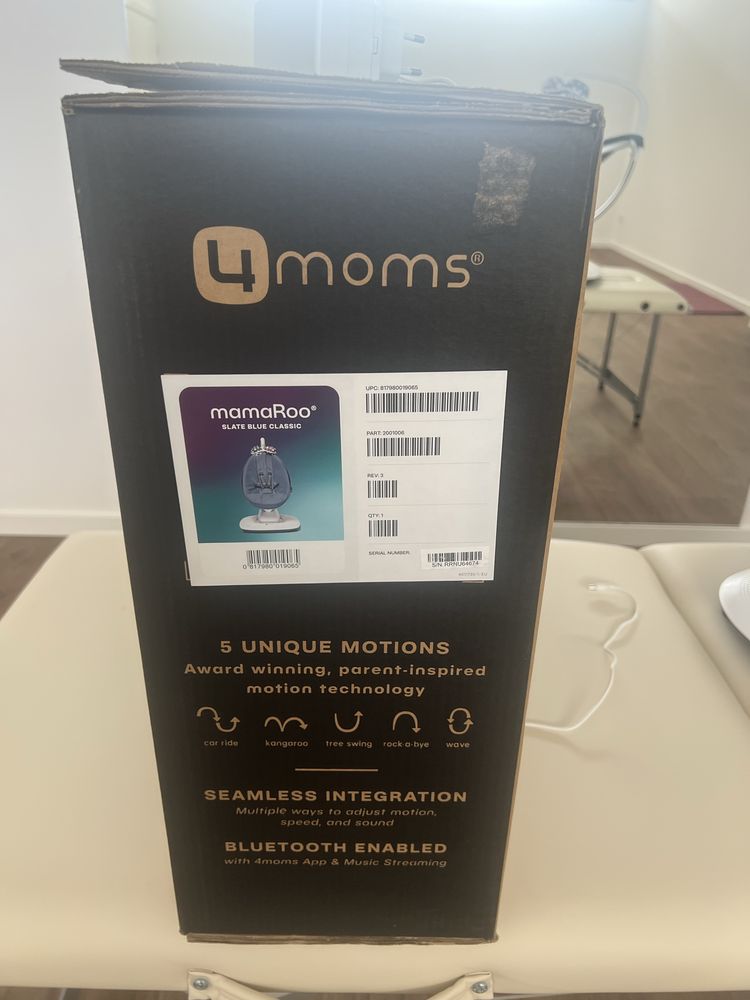 4moms®
mamaRoo®
SLATE BLUE CLASSIC
0 817980 019065
UPC: 817980019065
PART: 2001006
REV: 3
QTY: 1
SERIAL NUMBER:
S/N: RRNU64674
5 UNIQUE MOTIONS
Award winning, parent-inspired
motion technology
car ride kangaroo tree swing rock-a-bye wave
SEAMLESS INTEGRATION
Multiple ways to adjust motion,
speed, and sound
BLUETOOTH ENABLED
with 4moms App & Music Streaming